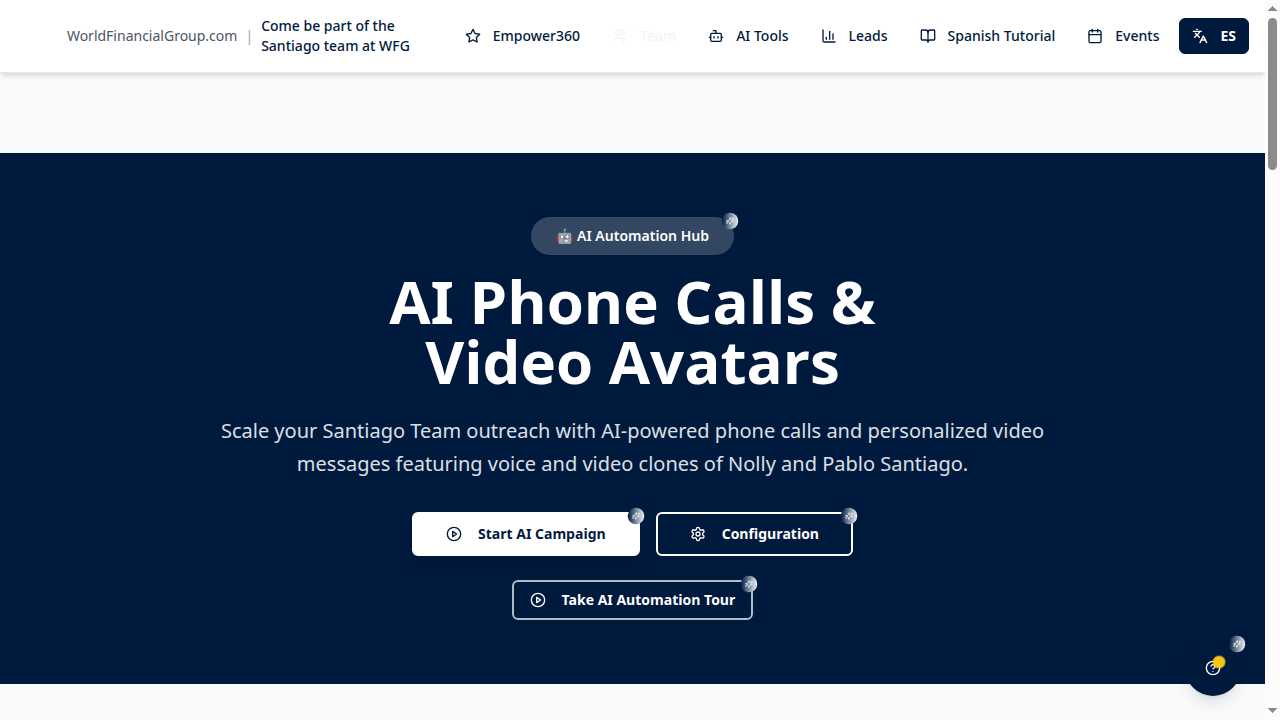 WorldFinancialGroup.com | Come be part of the
Santiago team at WFG
Empower360
Team
AI Tools
Leads
Spanish Tutorial
Events
ES
🤖 AI Automation Hub
AI Phone Calls &
Video Avatars
Scale your Santiago Team outreach with AI-powered phone calls and personalized video
messages featuring voice and video clones of Nolly and Pablo Santiago.
Start AI Campaign
Configuration
Take AI Automation Tour